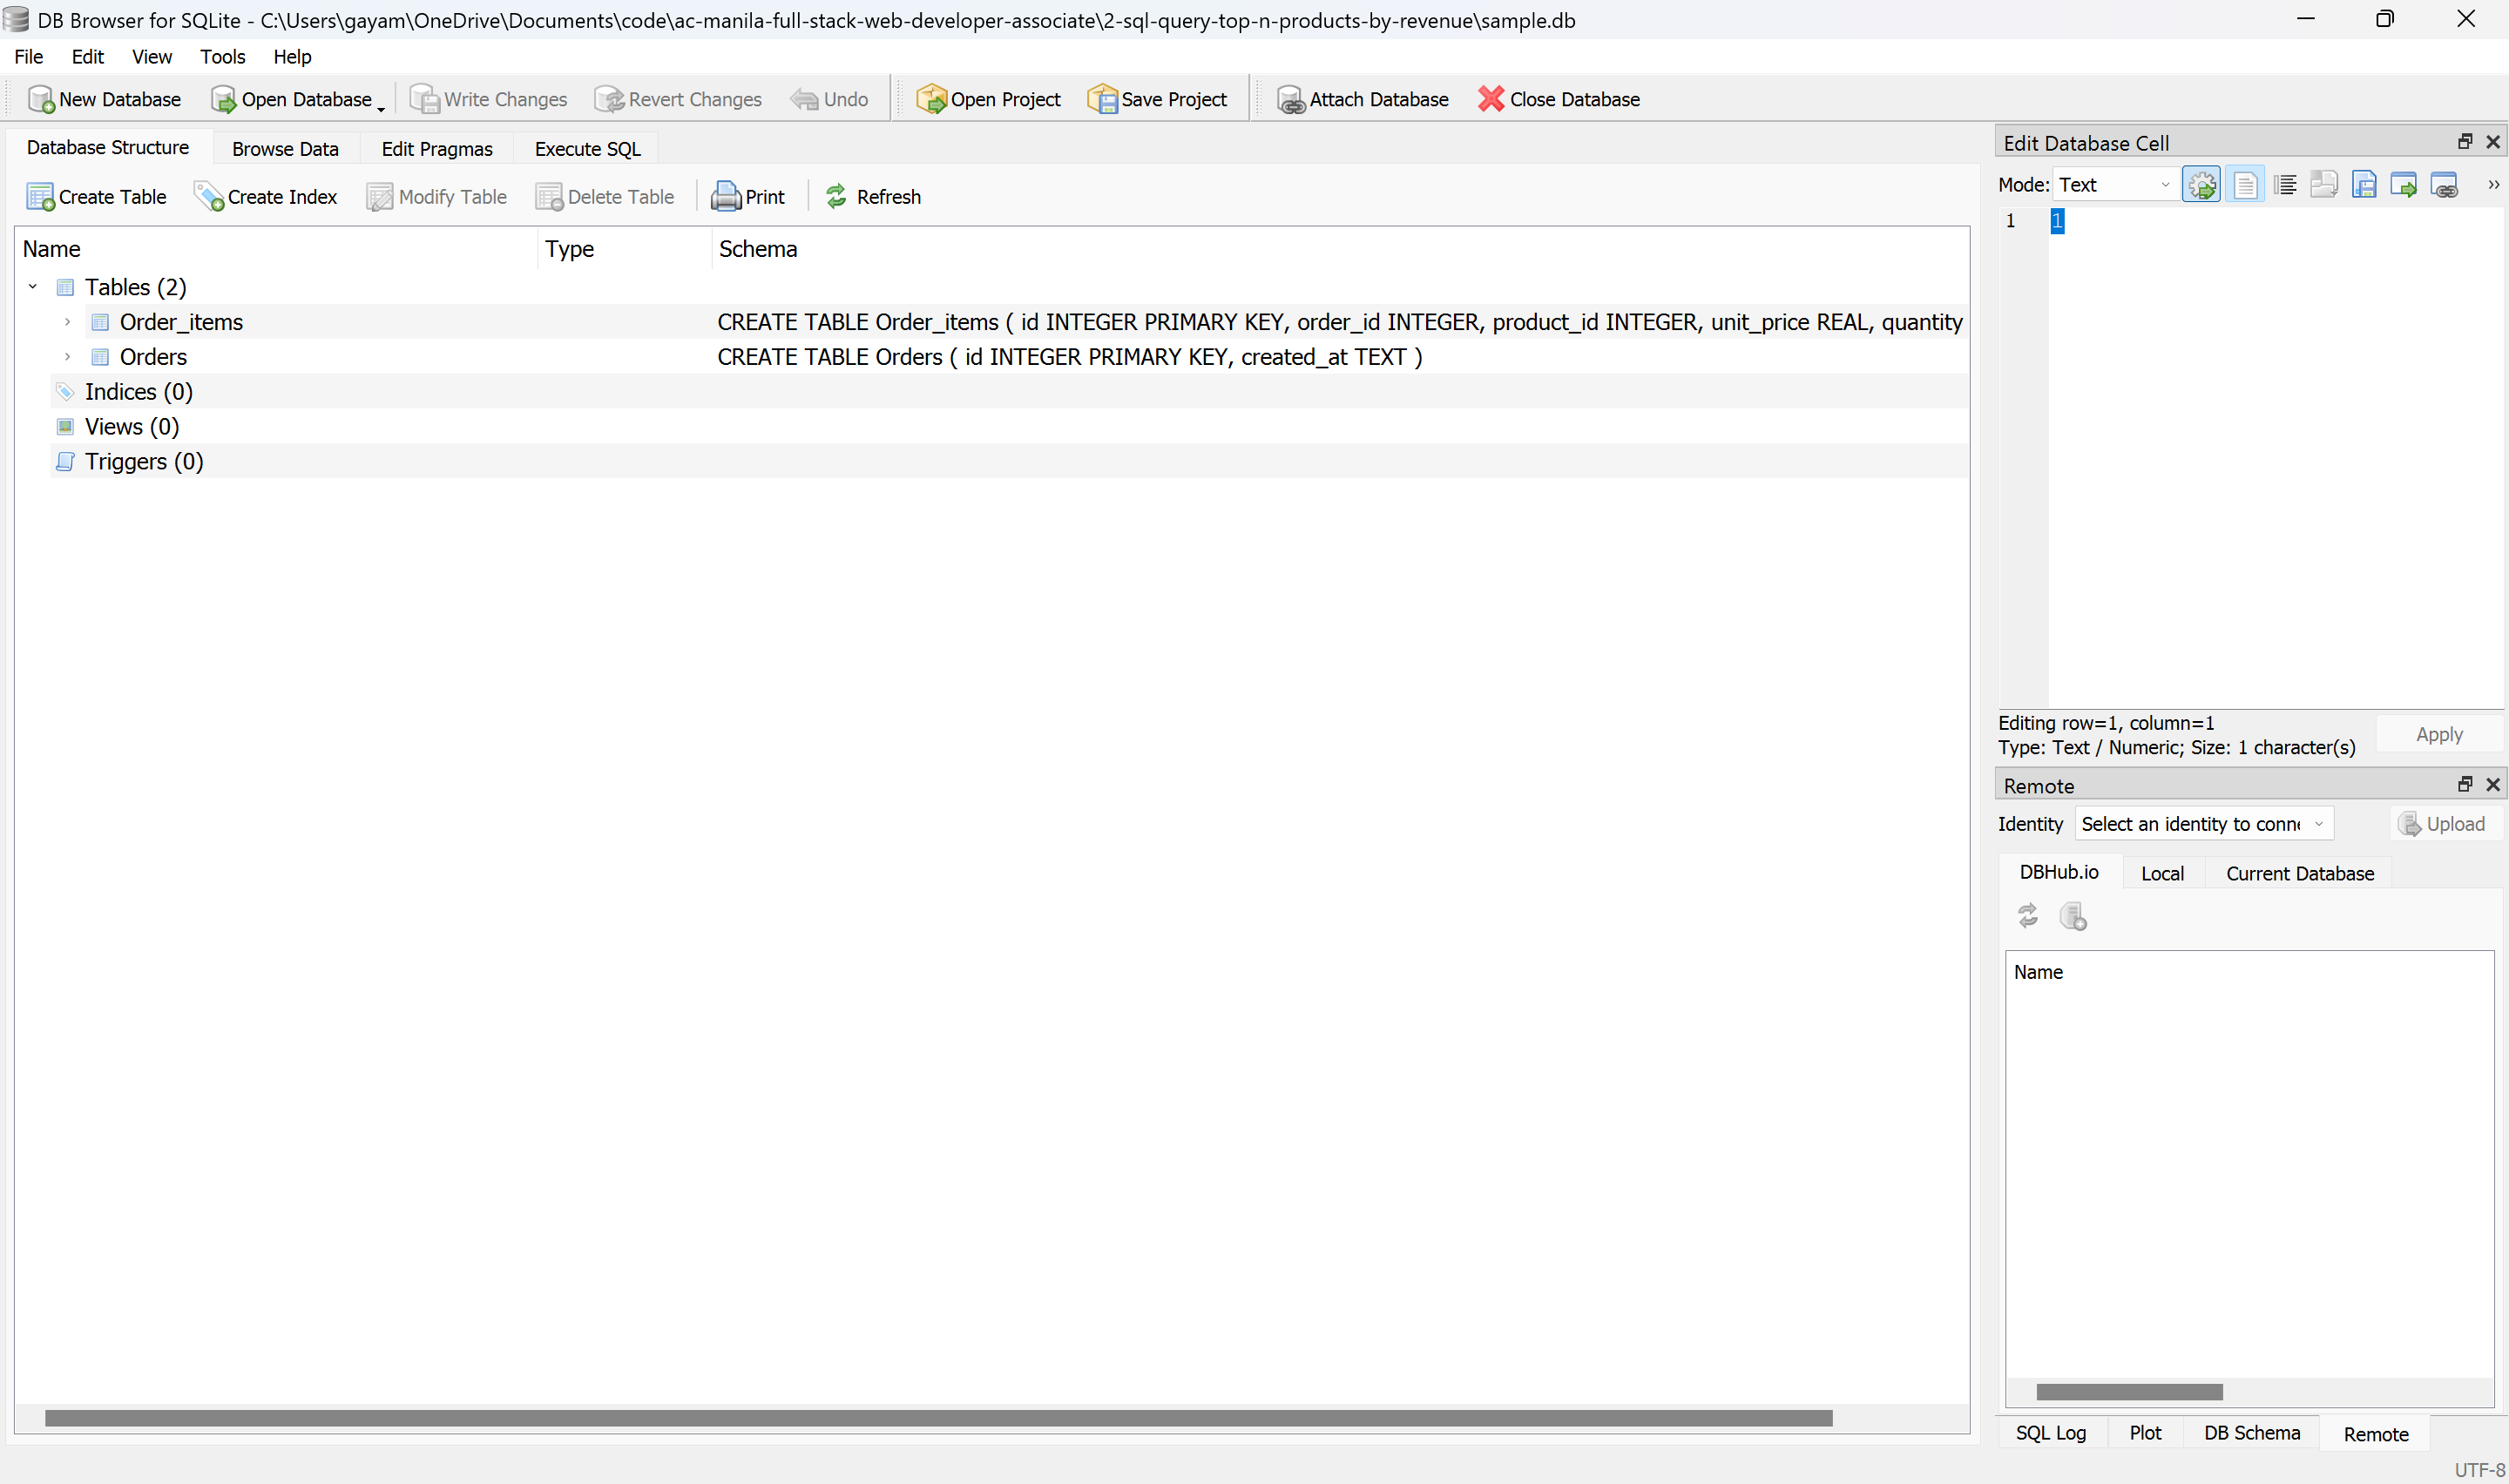 DB Browser for SQLite - C:\Users\gayam\OneDrive\Documents\code\ac-manila-full-stack-web-developer-associate\2-sql-query-top-n-products-by-revenue\sample.db
File Edit View Tools Help
New Database Open Database Write Changes Revert Changes Undo Open Project Save Project Attach Database Close Database
Database Structure Browse Data Edit Pragmas Execute SQL
Create Table Create Index Modify Table Delete Table Print Refresh
Name Type Schema
Tables (2)
Order_items CREATE TABLE Order_items ( id INTEGER PRIMARY KEY, order_id INTEGER, product_id INTEGER, unit_price REAL, quantity
Orders CREATE TABLE Orders ( id INTEGER PRIMARY KEY, created_at TEXT )
Indices (0)
Views (0)
Triggers (0)
Edit Database Cell
Mode: Text
1 1
Editing row=1, column=1
Type: Text / Numeric; Size: 1 character(s)
Apply
Remote
Identity Select an identity to conne Upload
DBHub.io Local Current Database
Name
SQL Log Plot DB Schema Remote
UTF-8